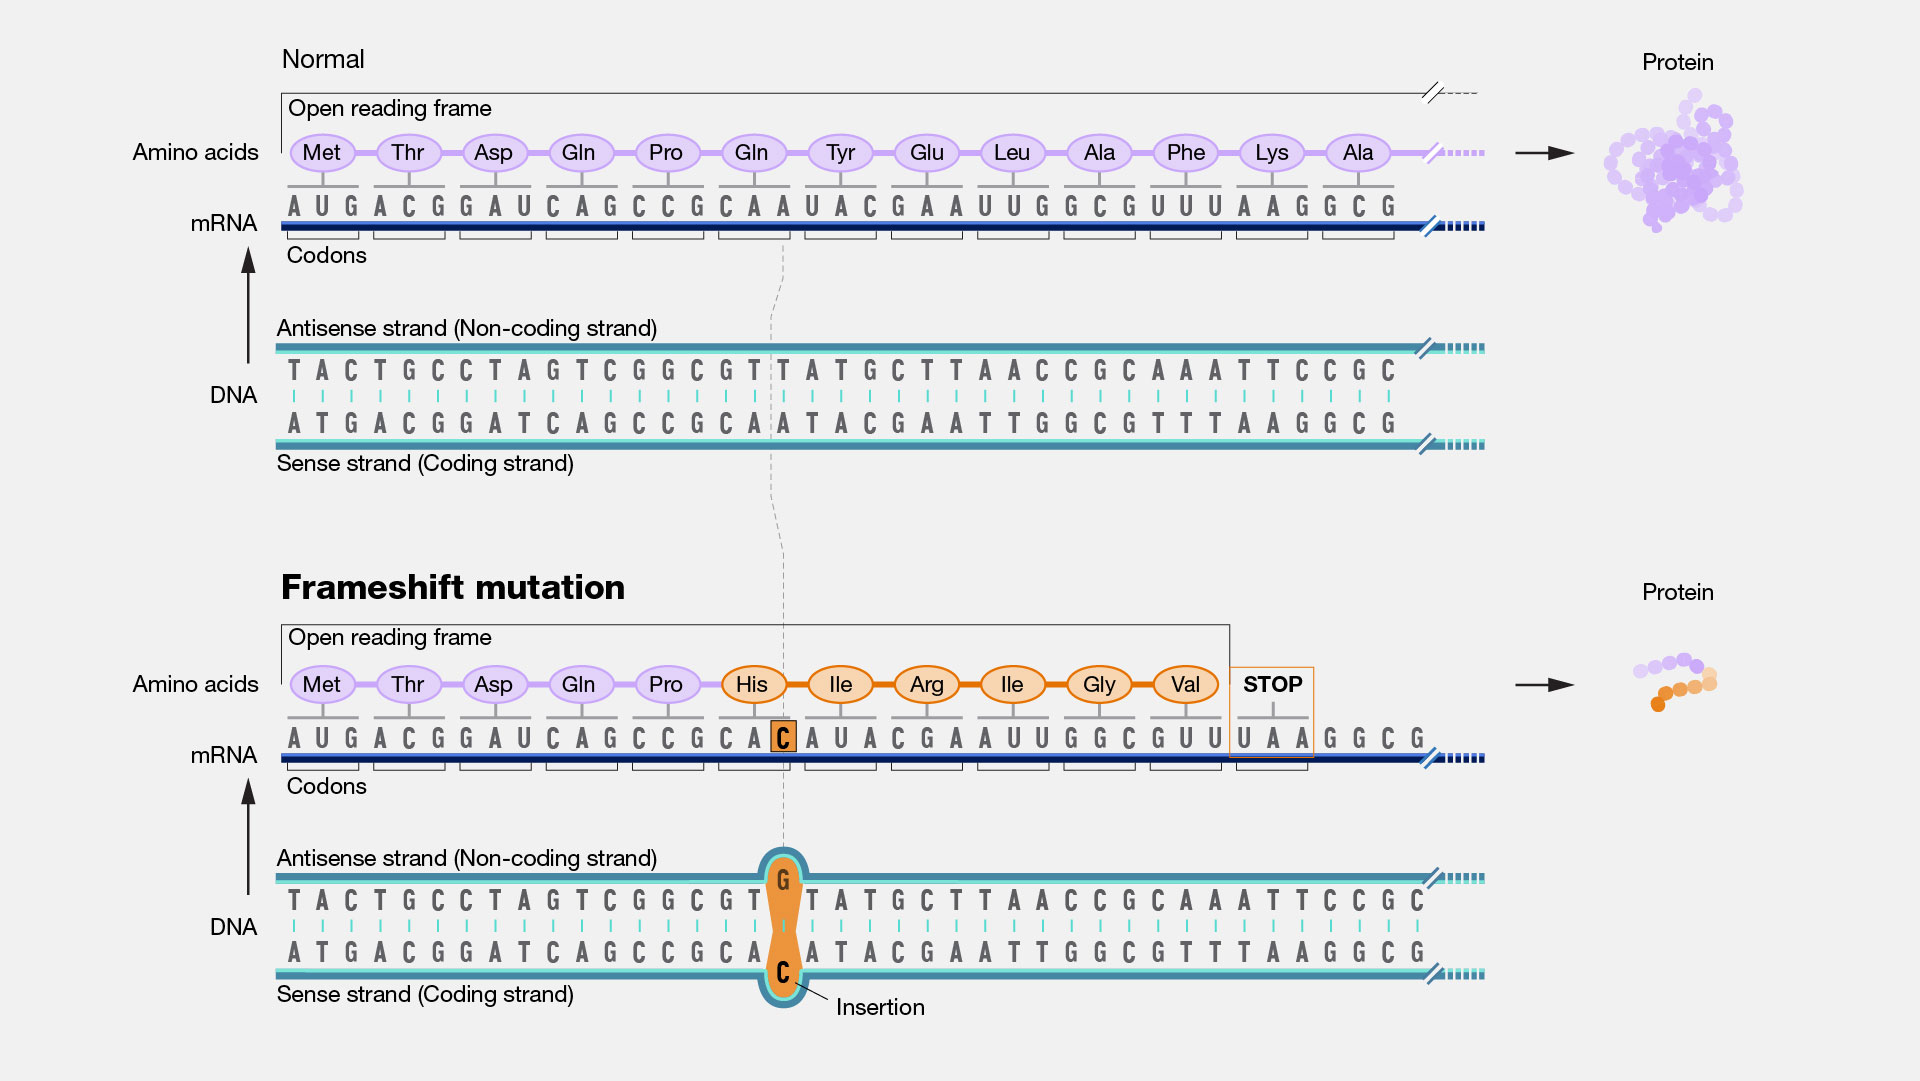 Normal
Protein
Open reading frame
Amino acids Met Thr Asp Gln Pro Gln Tyr Glu Leu Ala Phe Lys Ala
A U G A C G G A U C A G C C G C A A U A C G A A U U G G C G U U U A A G G C G
mRNA
Codons
Antisense strand (Non-coding strand)
T A C T G C C T A G T C G G C G T T A T G C T T A A C C G C A A A T T C C G C
DNA
A T G A C G G A T C A G C C G C A A T A C G A A T T G G C G T T T A A G G C G
Sense strand (Coding strand)
Frameshift mutation
Protein
Open reading frame
Amino acids Met Thr Asp Gln Pro His Ile Arg Ile Gly Val STOP
A U G A C G G A U C A G C C G C A C A U A C G A A U U G G C G U U U A A G G C G
mRNA
Codons
Antisense strand (Non-coding strand)
T A C T G C C T A G T C G G C G T G T A T G C T T A A C C G C A A A T T C C G C
DNA
A T G A C G G A T C A G C C G C A C A T A C G A A T T G G C G T T T A A G G C G
Sense strand (Coding strand)
Insertion